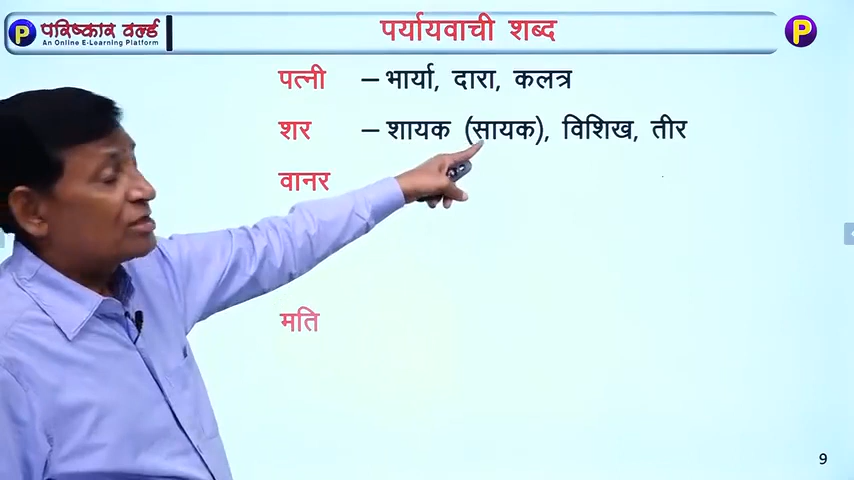 परिष्कार वर्ल्ड
An Online E-Learning Platform
पर्यायवाची शब्द
P
P
पत्नी – भार्या, दारा, कलत्र
शर – शायक (सायक), विशिख, तीर
वानर
मति
9